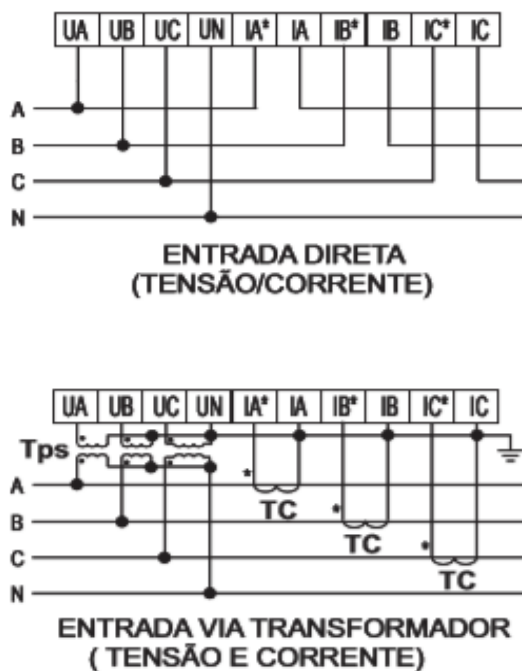 UA UB UC UN IA* IA IB* IB IC* IC
A
B
C
N
ENTRADA DIRETA
(TENSÃO/CORRENTE)
UA UB UC UN IA* IA IB* IB IC* IC
Tps
A
* TC
B
* TC
C
* TC
N
ENTRADA VIA TRANSFORMADOR
( TENSÃO E CORRENTE)